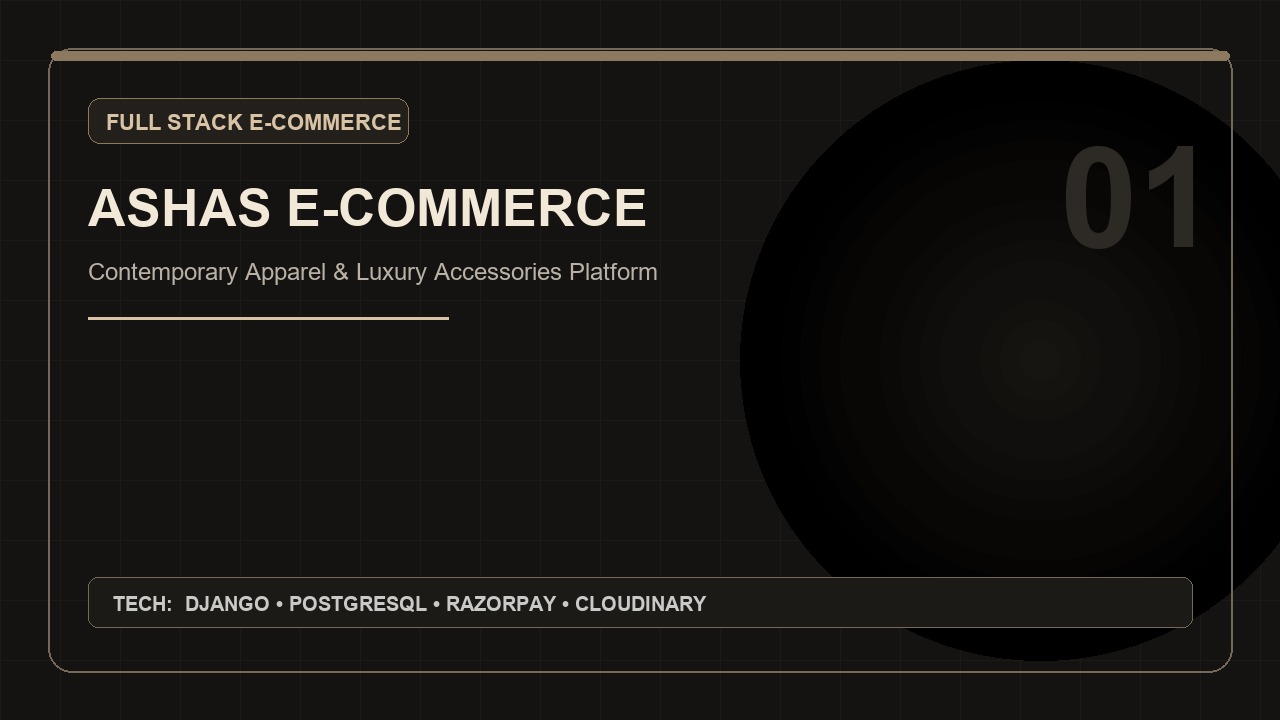 FULL STACK E-COMMERCE
01
ASHAS E-COMMERCE
Contemporary Apparel & Luxury Accessories Platform
TECH: DJANGO • POSTGRESQL • RAZORPAY • CLOUDINARY